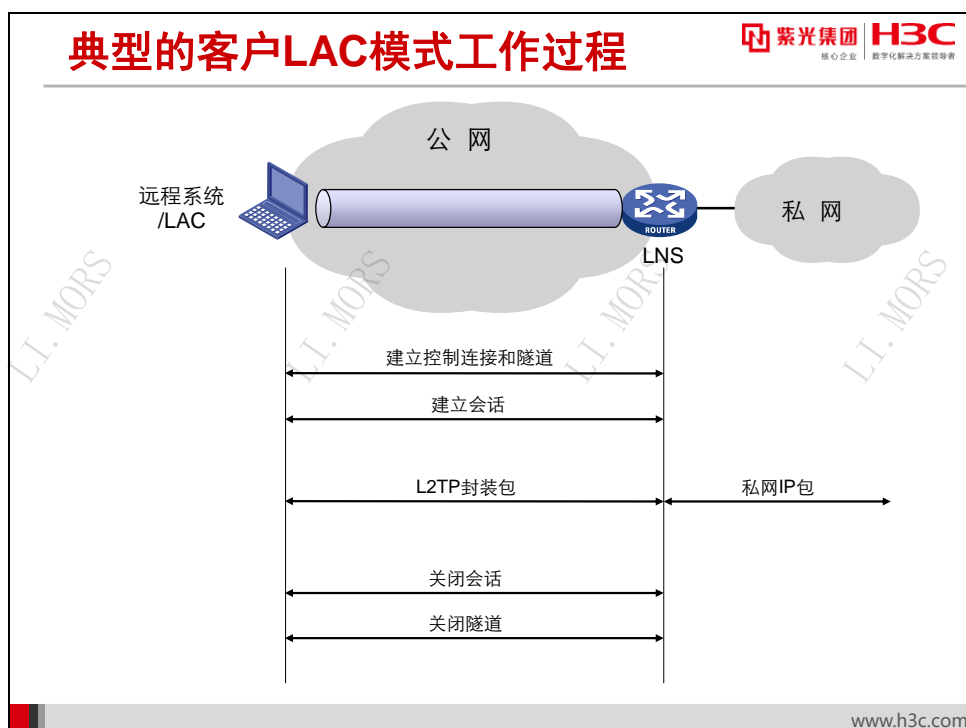 典型的客户LAC模式工作过程
紫光集团
核心企业
H3C
数字化解决方案领导者
公 网
远程系统
/LAC
ROUTER
LNS
私 网
LI. MORS
LI. MORS
LI. MORS
LI. MORS
建立控制连接和隧道
建立会话
L2TP封装包
私网IP包
关闭会话
关闭隧道
www.h3c.com